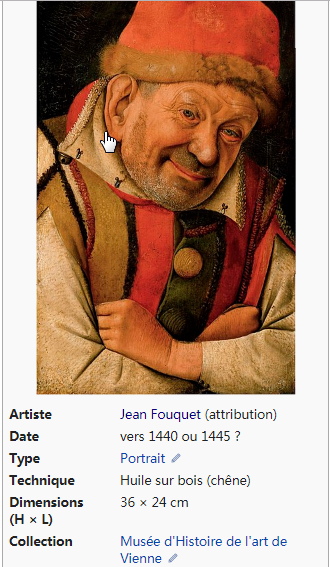 Artiste Jean Fouquet (attribution)
Date vers 1440 ou 1445 ?
Type Portrait
Technique Huile sur bois (chêne)
Dimensions 36 × 24 cm
(H × L)
Collection Musée d'Histoire de l'art de
Vienne